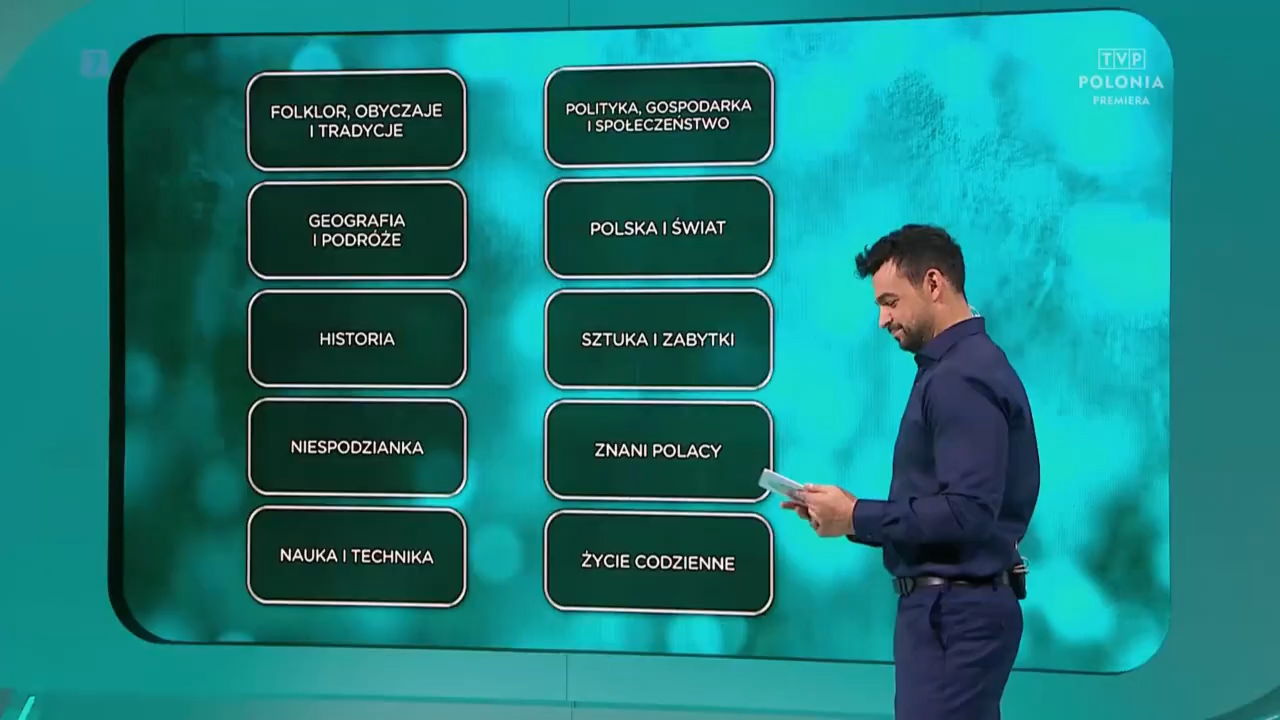 FOLKLOR, OBYCZAJE
I TRADYCJE
GEOGRAFIA
I PODRÓŻE
HISTORIA
NIESPODZIANKA
NAUKA I TECHNIKA
POLITYKA, GOSPODARKA
I SPOŁECZEŃSTWO
POLSKA I ŚWIAT
SZTUKA I ZABYTKI
ZNANI POLACY
ŻYCIE CODZIENNE
TVP
POLONIA
PREMIERA
7